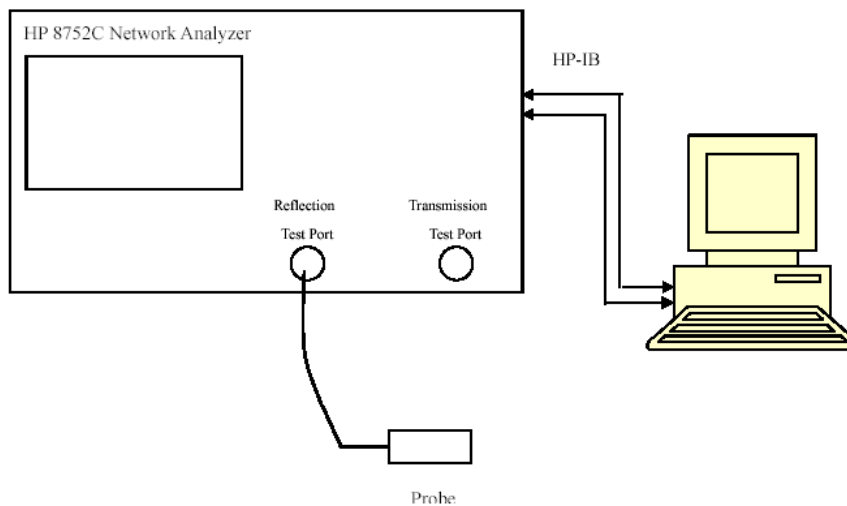 HP 8752C Network Analyzer
HP-IB
Reflection
Test Port
Transmission
Test Port
Probe